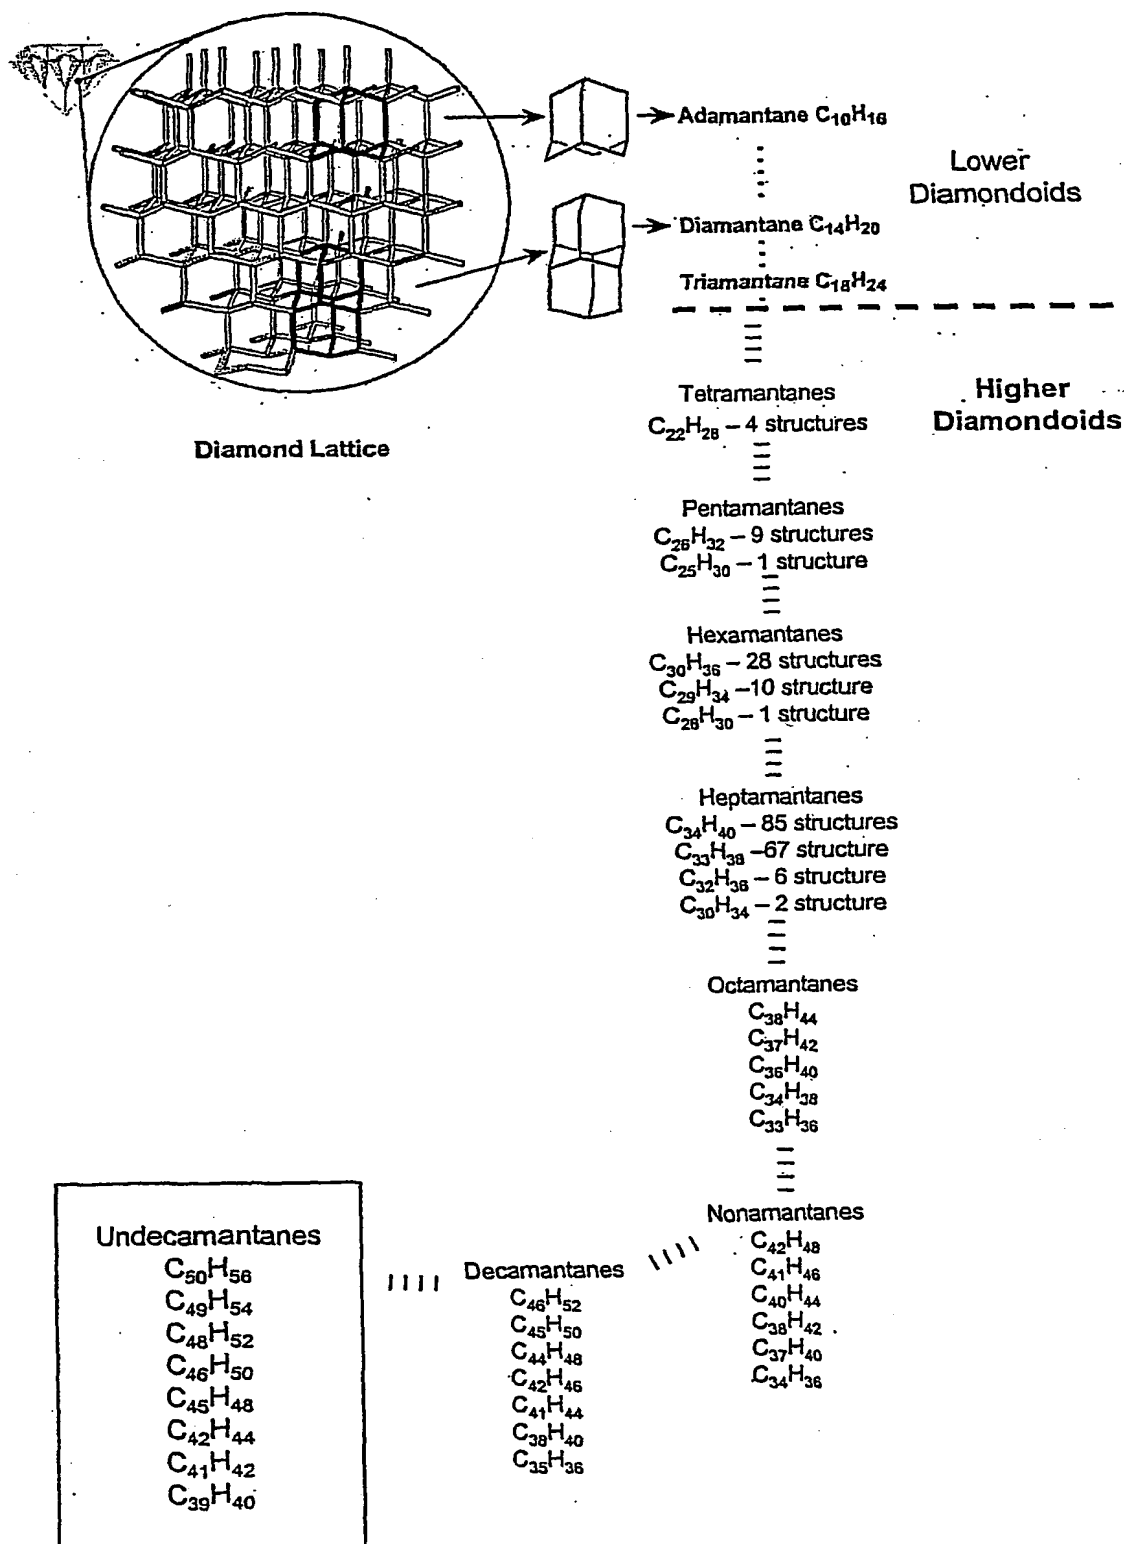 Adamantane C₁₀H₁₆
Lower
Diamondoids
Diamantane C₁₄H₂₀
Triamantane C₁₈H₂₄
Diamond Lattice
Higher
Diamondoids
Tetramantanes
C₂₂H₂₈ – 4 structures
Pentamantanes
C₂₆H₃₂ – 9 structures
C₂₅H₃₀ – 1 structure
Hexamantanes
C₃₀H₃₆ – 28 structures
C₂₉H₃₄ –10 structure
C₂₆H₃₀ – 1 structure
Heptamantanes
C₃₄H₄₀ – 85 structures
C₃₃H₃₈ –67 structure
C₃₂H₃₆ – 6 structure
C₃₀H₃₄ – 2 structure
Octamantanes
C₃₈H₄₄
C₃₇H₄₂
C₃₆H₄₀
C₃₄H₃₈
C₃₃H₃₆
Nonamantanes
C₄₂H₄₈
C₄₁H₄₆
C₄₀H₄₄
C₃₈H₄₂
C₃₇H₄₀
C₃₄H₃₆
Decamantanes
C₄₆H₅₂
C₄₅H₅₀
C₄₄H₄₈
C₄₂H₄₆
C₄₁H₄₄
C₃₈H₄₀
C₃₅H₃₆
Undecamantanes
C₅₀H₅₆
C₄₉H₅₄
C₄₈H₅₂
C₄₆H₅₀
C₄₅H₄₈
C₄₂H₄₄
C₄₁H₄₂
C₃₉H₄₀